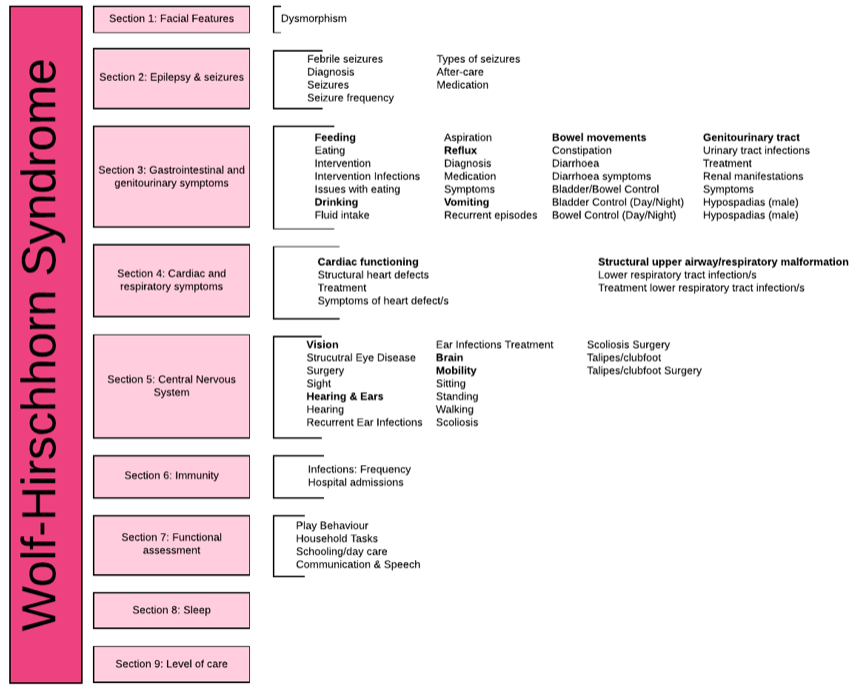 Wolf-Hirschhorn Syndrome
Section 1: Facial Features
Dysmorphism
Section 2: Epilepsy & seizures
Febrile seizures
Diagnosis
Seizures
Seizure frequency
Types of seizures
After-care
Medication
Section 3: Gastrointestinal and
genitourinary symptoms
Feeding
Eating
Intervention
Intervention Infections
Issues with eating
Drinking
Fluid intake
Aspiration
Reflux
Diagnosis
Medication
Symptoms
Vomiting
Recurrent episodes
Bowel movements
Constipation
Diarrhoea
Diarrhoea symptoms
Bladder/Bowel Control
Bladder Control (Day/Night)
Bowel Control (Day/Night)
Genitourinary tract
Urinary tract infections
Treatment
Renal manifestations
Symptoms
Hypospadias (male)
Hypospadias (male)
Section 4: Cardiac and
respiratory symptoms
Cardiac functioning
Structural heart defects
Treatment
Symptoms of heart defect/s
Structural upper airway/respiratory malformation
Lower respiratory tract infection/s
Treatment lower respiratory tract infection/s
Section 5: Central Nervous
System
Vision
Strucutral Eye Disease
Surgery
Sight
Hearing & Ears
Hearing
Recurrent Ear Infections
Ear Infections Treatment
Brain
Mobility
Sitting
Standing
Walking
Scoliosis
Scoliosis Surgery
Talipes/clubfoot
Talipes/clubfoot Surgery
Section 6: Immunity
Infections: Frequency
Hospital admissions
Section 7: Functional
assessment
Play Behaviour
Household Tasks
Schooling/day care
Communication & Speech
Section 8: Sleep
Section 9: Level of care